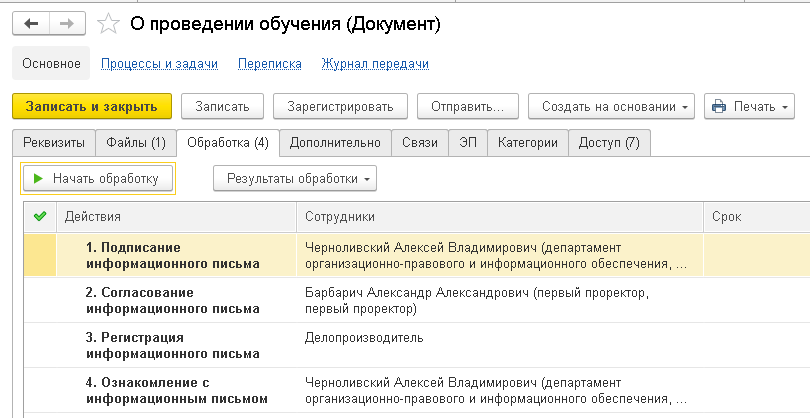 О проведении обучения (Документ)
Основное Процессы и задачи Переписка Журнал передачи
Записать и закрыть Записать Зарегистрировать Отправить... Создать на основании Печать
Реквизиты Файлы (1) Обработка (4) Дополнительно Связи ЭП Категории Доступ (7)
Начать обработку Результаты обработки
Действия Сотрудники Срок
1. Подписание Черноливский Алексей Владимирович (департамент
информационного письма организационно-правового и информационного обеспечения, ...
2. Согласование Барбарич Александр Александрович (первый проректор,
информационного письма первый проректор)
3. Регистрация Делопроизводитель
информационного письма
4. Ознакомление с Черноливский Алексей Владимирович (департамент
информационным письмом организационно-правового и информационного обеспечения, ...